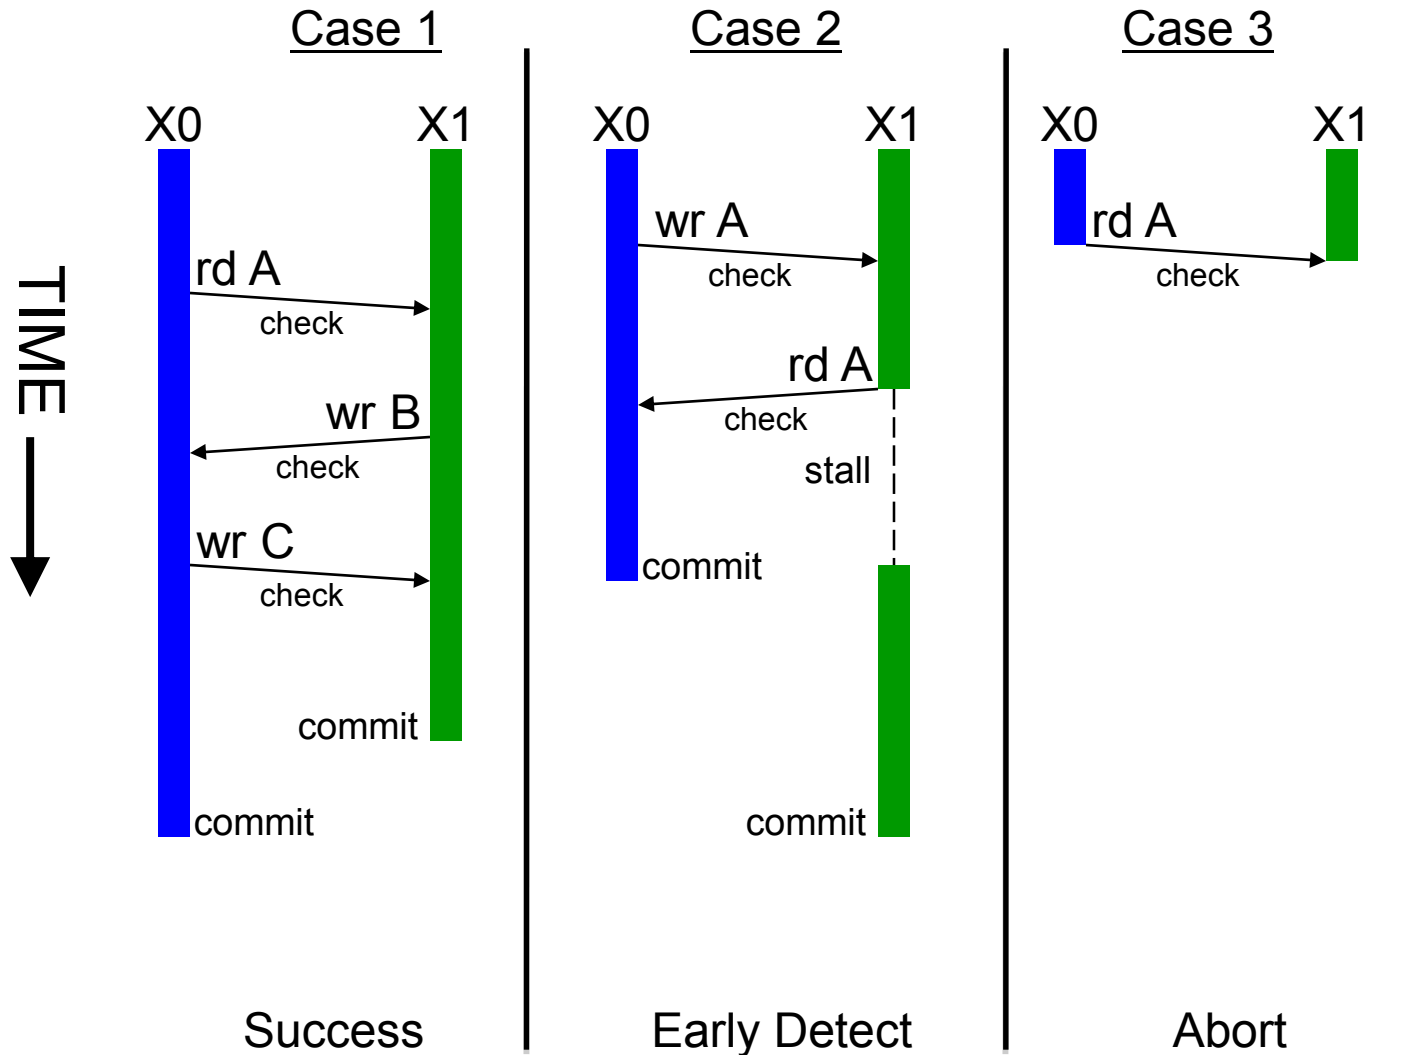 Case 1
Case 2
Case 3
TIME
X0
X1
rd A
check
wr B
check
wr C
check
commit
commit
Success
X0
X1
wr A
check
rd A
check
stall
commit
commit
Early Detect
X0
X1
rd A
check
Abort